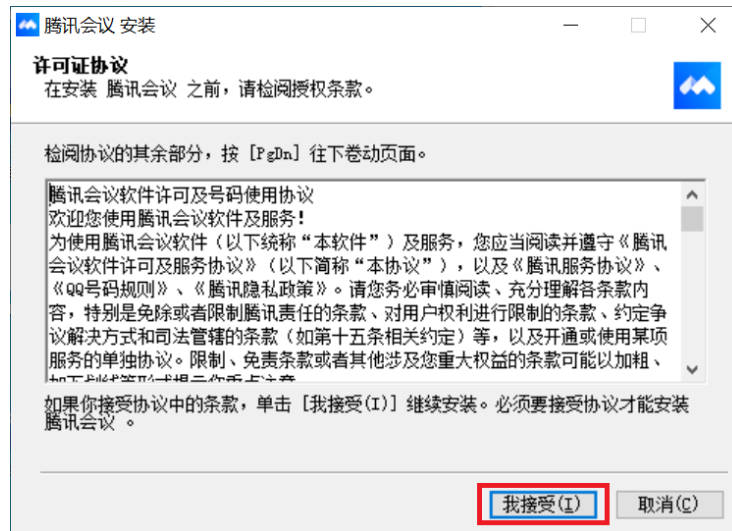 腾讯会议 安装
许可证协议
在安装 腾讯会议 之前，请检阅授权条款。
检阅协议的其余部分，按 [PgDn] 往下卷动页面。
腾讯会议软件许可及号码使用协议
欢迎您使用腾讯会议软件及服务！
为使用腾讯会议软件（以下统称“本软件”）及服务，您应当阅读并遵守《腾讯
会议软件许可及服务协议》（以下简称“本协议”），以及《腾讯服务协议》、
《QQ号码规则》、《腾讯隐私政策》。请您务必审慎阅读、充分理解各条款内
容，特别是免除或者限制腾讯责任的条款、对用户权利进行限制的条款、约定争
议解决方式和司法管辖的条款（如第十五条相关约定）等，以及开通或使用某项
服务的单独协议。限制、免责条款或者其他涉及您重大权益的条款可能以加粗、
加下划线等形式提示您重点注意
如果你接受协议中的条款，单击 [我接受(I)] 继续安装。必须要接受协议才能安装
腾讯会议 。
我接受(I)
取消(C)